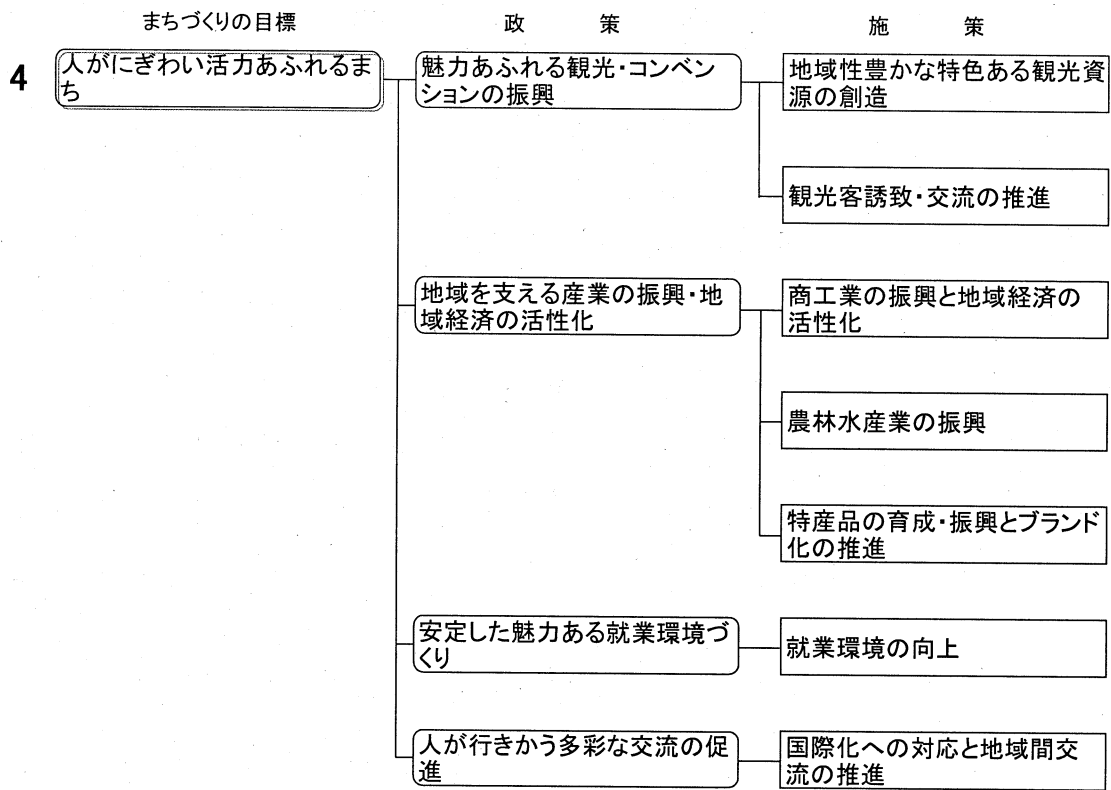 まちづくりの目標
政策
施策
4
人がにぎわい活力あふれるま
ち
魅力あふれる観光・コンベン
ションの振興
地域性豊かな特色ある観光資
源の創造
観光客誘致・交流の推進
地域を支える産業の振興・地
域経済の活性化
商工業の振興と地域経済の
活性化
農林水産業の振興
特産品の育成・振興とブランド
化の推進
安定した魅力ある就業環境づ
くり
就業環境の向上
人が行きかう多彩な交流の促
進
国際化への対応と地域間交
流の推進